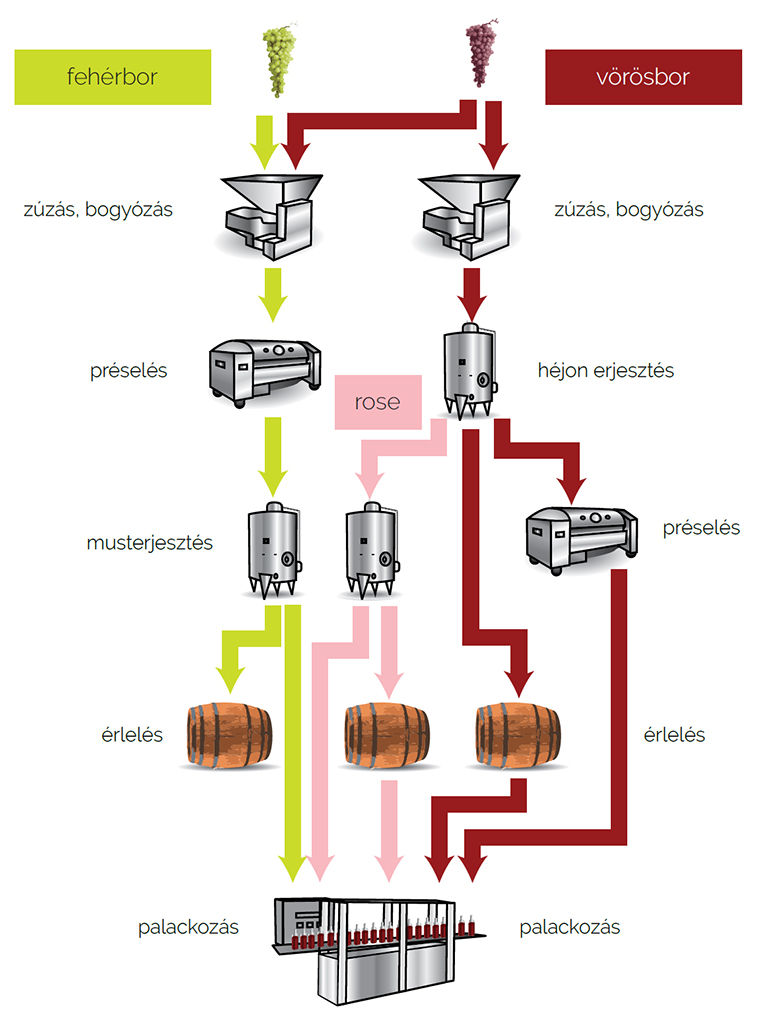 fehérbor
vörösbor
zúzás, bogyózás
zúzás, bogyózás
préselés
héjon erjesztés
rose
musterjesztés
préselés
érlelés
érlelés
palackozás
palackozás